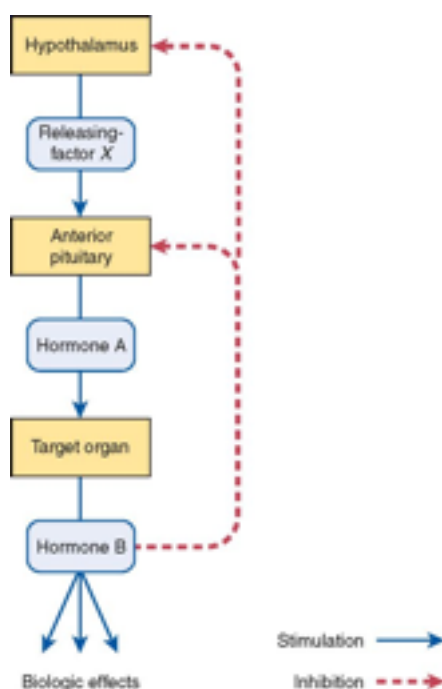 Hypothalamus
Releasing-
factor X
Anterior
pituitary
Hormone A
Target organ
Hormone B
Biologic effects
Stimulation
Inhibition